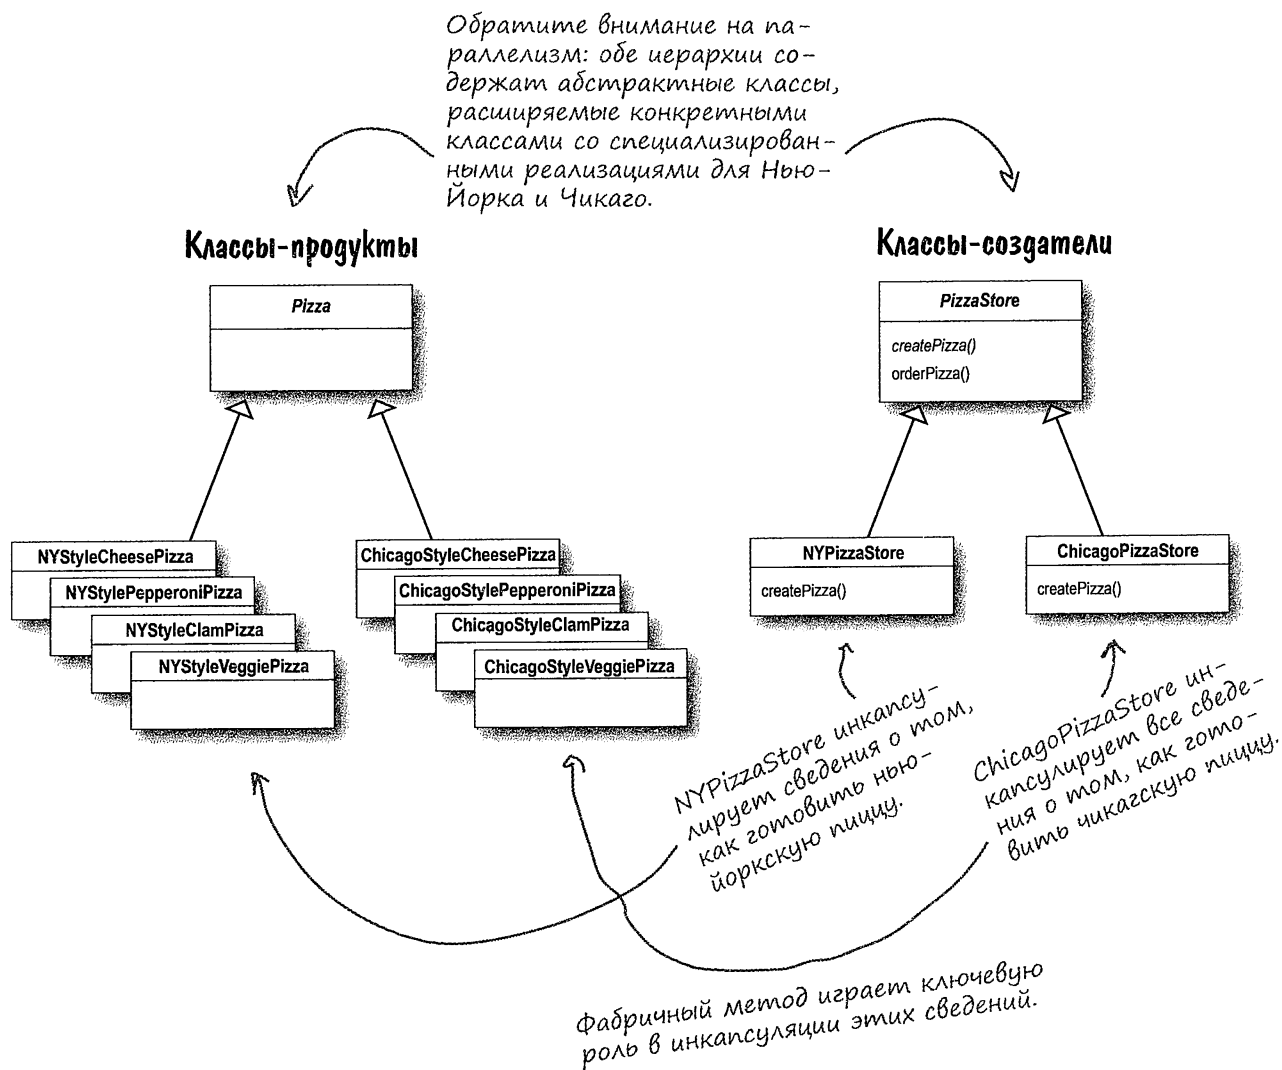 Обратите внимание на па-
раллелизм: обе иерархии со-
держат абстрактные классы,
расширяемые конкретными
классами со специализирован-
ными реализациями для Нью-
Йорка и Чикаго.
Классы-продукты
Pizza
NYStyleCheesePizza
NYStylePepperoniPizza
NYStyleClamPizza
NYStyleVeggiePizza
ChicagoStyleCheesePizza
ChicagoStylePepperoniPizza
ChicagoStyleClamPizza
ChicagoStyleVeggiePizza
Классы-создатели
PizzaStore
createPizza()
orderPizza()
NYPizzaStore
createPizza()
ChicagoPizzaStore
createPizza()
NYPizzaStore инкапсу-
лирует сведения о том,
как готовить нью-
йоркскую пиццу.
ChicagoPizzaStore ин-
капсулирует все сведе-
ния о том, как гото-
вить чикагскую пиццу.
Фабричный метод играет ключевую
роль в инкапсуляции этих сведений.